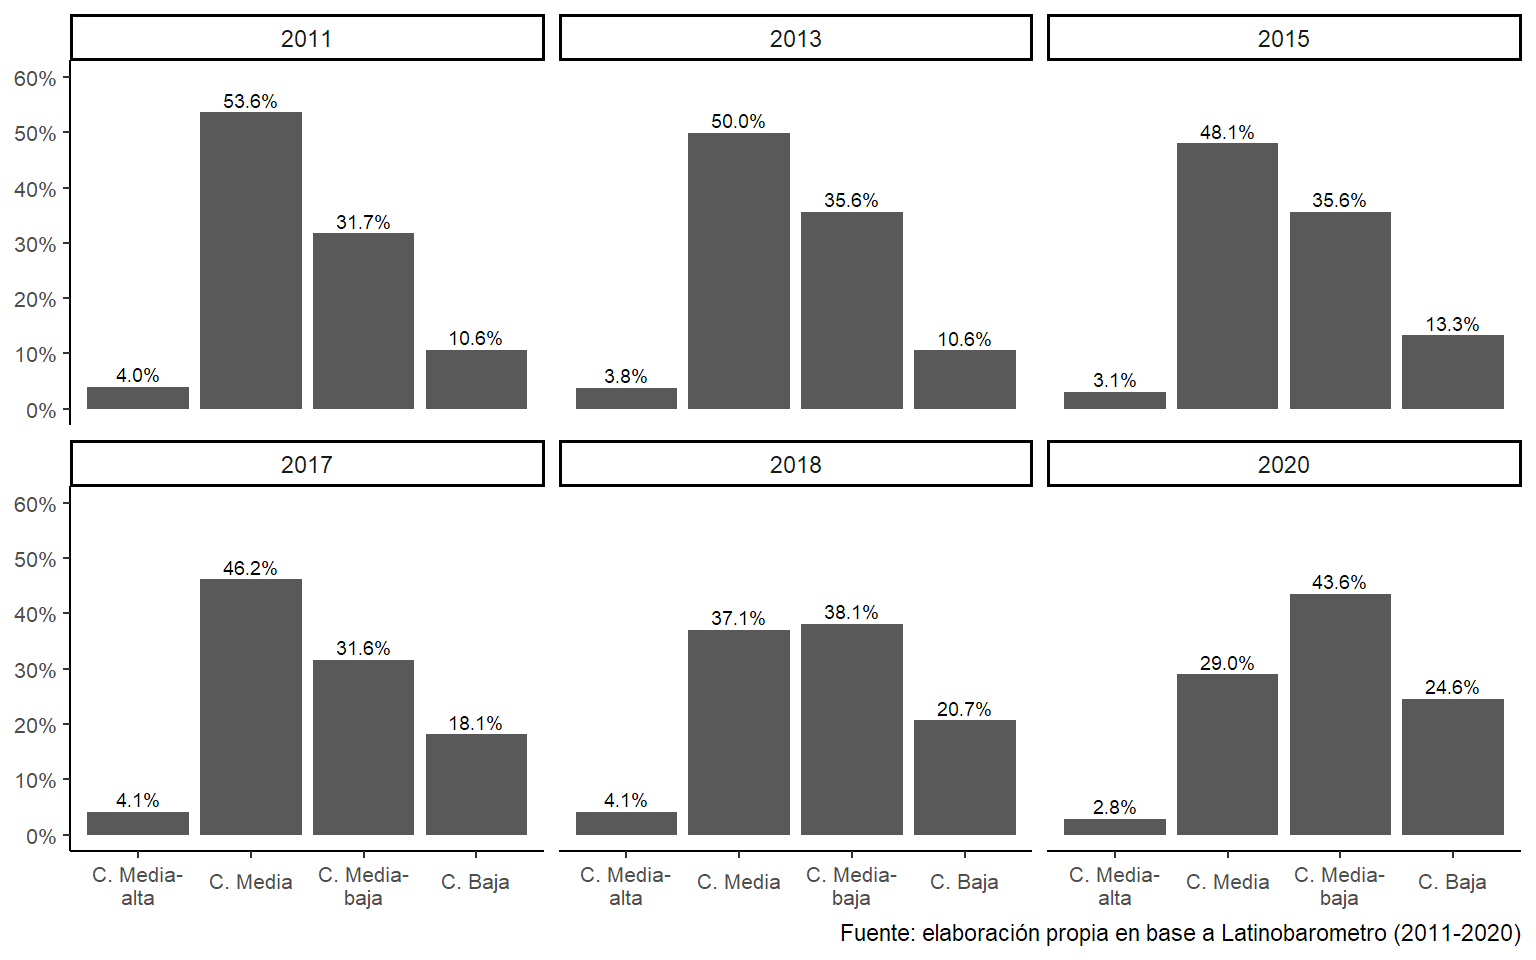 2011
2013
2015
60%
50%
40%
30%
20%
10%
0%
4.0%
53.6%
31.7%
10.6%
3.8%
50.0%
35.6%
10.6%
3.1%
48.1%
35.6%
13.3%
2017
2018
2020
60%
50%
40%
30%
20%
10%
0%
4.1%
46.2%
31.6%
18.1%
4.1%
37.1%
38.1%
20.7%
2.8%
29.0%
43.6%
24.6%
C. Media-
alta
C. Media
C. Media-
baja
C. Baja
C. Media-
alta
C. Media
C. Media-
baja
C. Baja
C. Media-
alta
C. Media
C. Media-
baja
C. Baja
Fuente: elaboración propia en base a Latinobarometro (2011-2020)